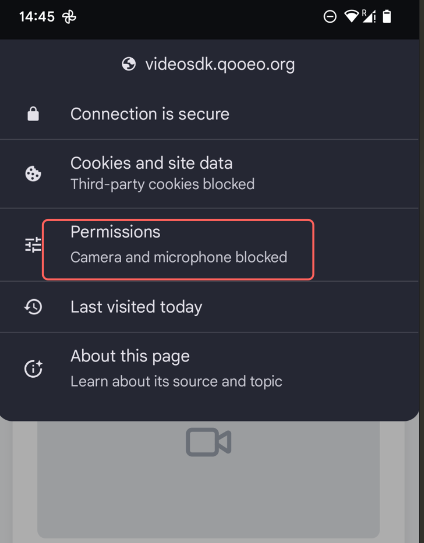 14:45
R
videosdk.qooeo.org
Connection is secure
Cookies and site data
Third-party cookies blocked
Permissions
Camera and microphone blocked
Last visited today
About this page
Learn about its source and topic